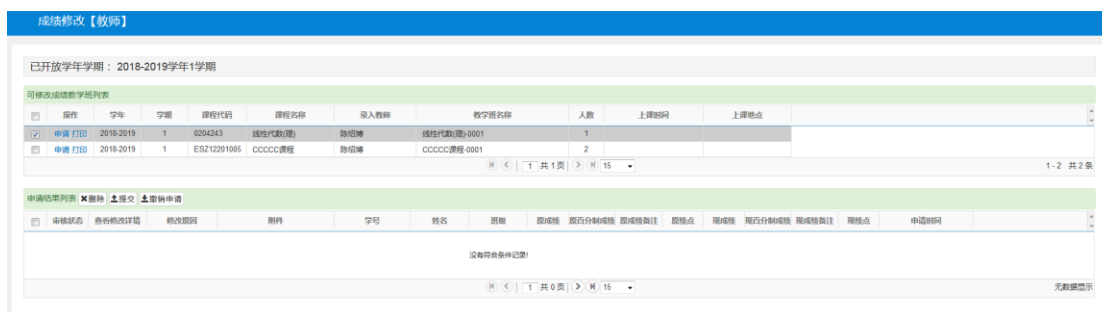 成绩修改【教师】
已开放学年学期： 2018-2019学年1学期
可修改成绩教学班列表
操作 学年 学期 课程代码 课程名称 录入教师 教学班名称 人数 上课时间 上课地点
申请 打印 2018-2019 1 0204243 线性代数(理) 陈绍博 线性代数(理)-0001 1
申请 打印 2018-2019 1 ESZ12201005 CCCCC课程 陈绍博 CCCCC课程-0001 2
1 共 1 页 15 1 - 2 共 2 条
申请结果列表 删除 提交 撤销申请
审核状态 查看修改详情 修改原因 附件 学号 姓名 班级 原成绩 原百分制成绩 原成绩备注 原绩点 现成绩 现百分制成绩 现成绩备注 现绩点 申请时间
没有符合条件记录!
1 共 0 页 15 无数据显示